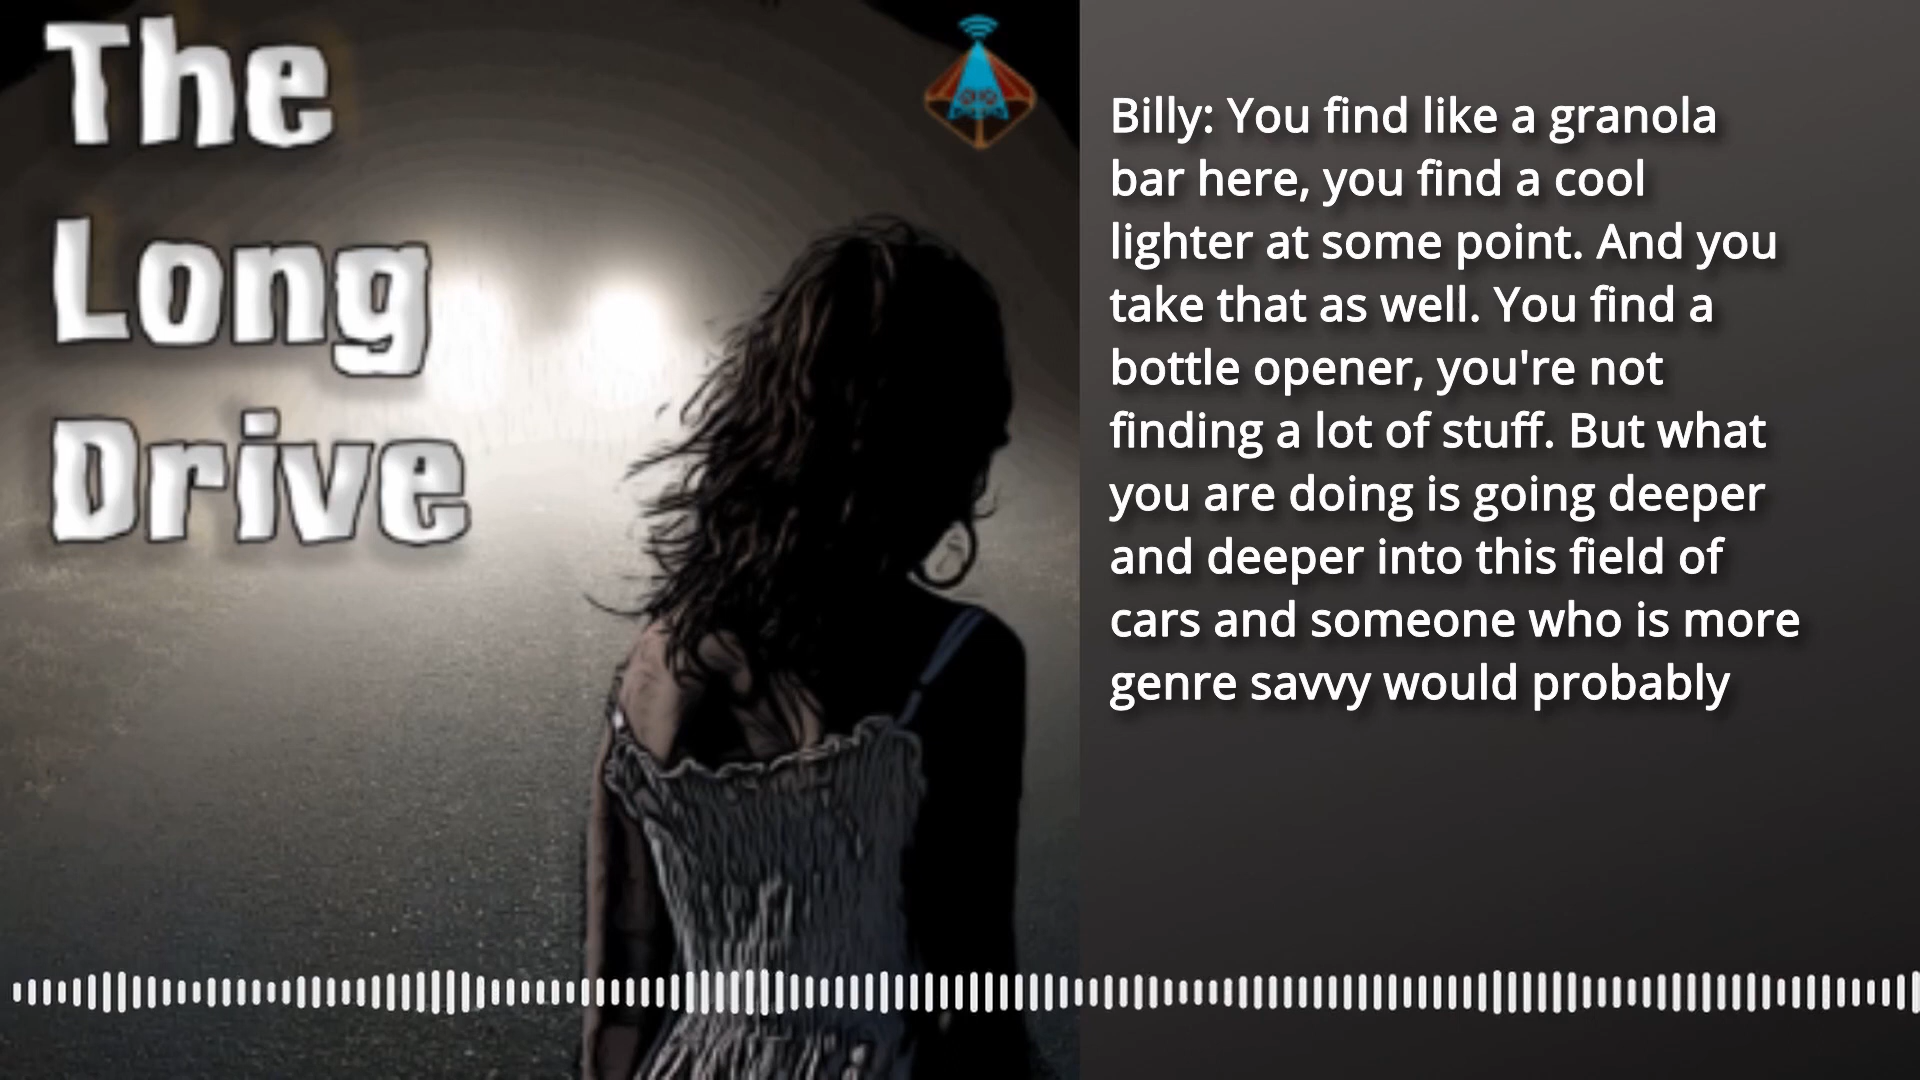 The
Long
Drive
Billy: You find like a granola
bar here, you find a cool
lighter at some point. And you
take that as well. You find a
bottle opener, you're not
finding a lot of stuff. But what
you are doing is going deeper
and deeper into this field of
cars and someone who is more
genre savvy would probably